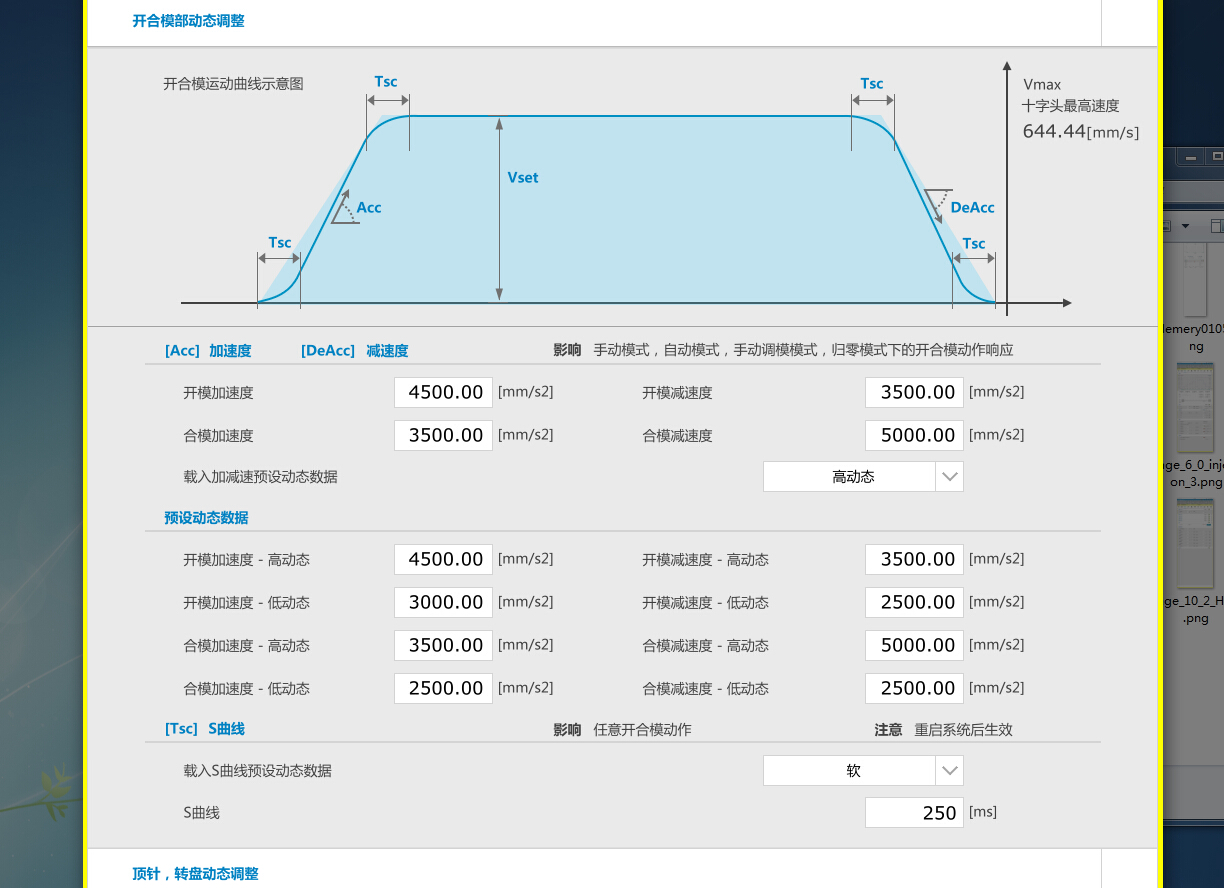 开合模部动态调整
开合模运动曲线示意图
Tsc
Tsc
Vmax
十字头最高速度
644.44[mm/s]
Vset
Acc
DeAcc
Tsc
Tsc
[Acc] 加速度 [DeAcc] 减速度 影响 手动模式，自动模式，手动调模模式，归零模式下的开合模动作响应
开模加速度 4500.00 [mm/s2] 开模减速度 3500.00 [mm/s2]
合模加速度 3500.00 [mm/s2] 合模减速度 5000.00 [mm/s2]
载入加减速预设动态数据 高动态
预设动态数据
开模加速度 - 高动态 4500.00 [mm/s2] 开模减速度 - 高动态 3500.00 [mm/s2]
开模加速度 - 低动态 3000.00 [mm/s2] 开模减速度 - 低动态 2500.00 [mm/s2]
合模加速度 - 高动态 3500.00 [mm/s2] 合模减速度 - 高动态 5000.00 [mm/s2]
合模加速度 - 低动态 2500.00 [mm/s2] 合模减速度 - 低动态 2500.00 [mm/s2]
[Tsc] S曲线 影响 任意开合模动作 注意 重启系统后生效
载入S曲线预设动态数据 软
S曲线 250 [ms]
顶针，转盘动态调整
lemery0105
ng
ge_6_0_inje
on_3.png
ge_10_2_H
.png